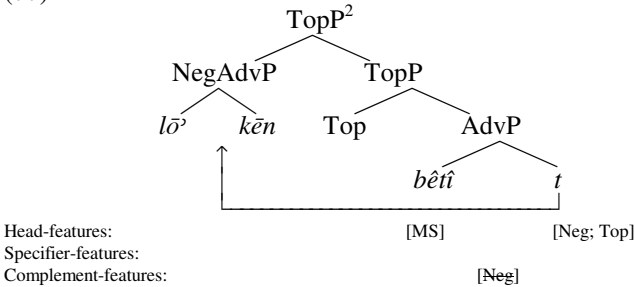 TopP²
NegAdvP TopP
lōʾ kēn Top AdvP
bêtî t
Head-features: [MS] [Neg; Top]
Specifier-features:
Complement-features: [Neg]